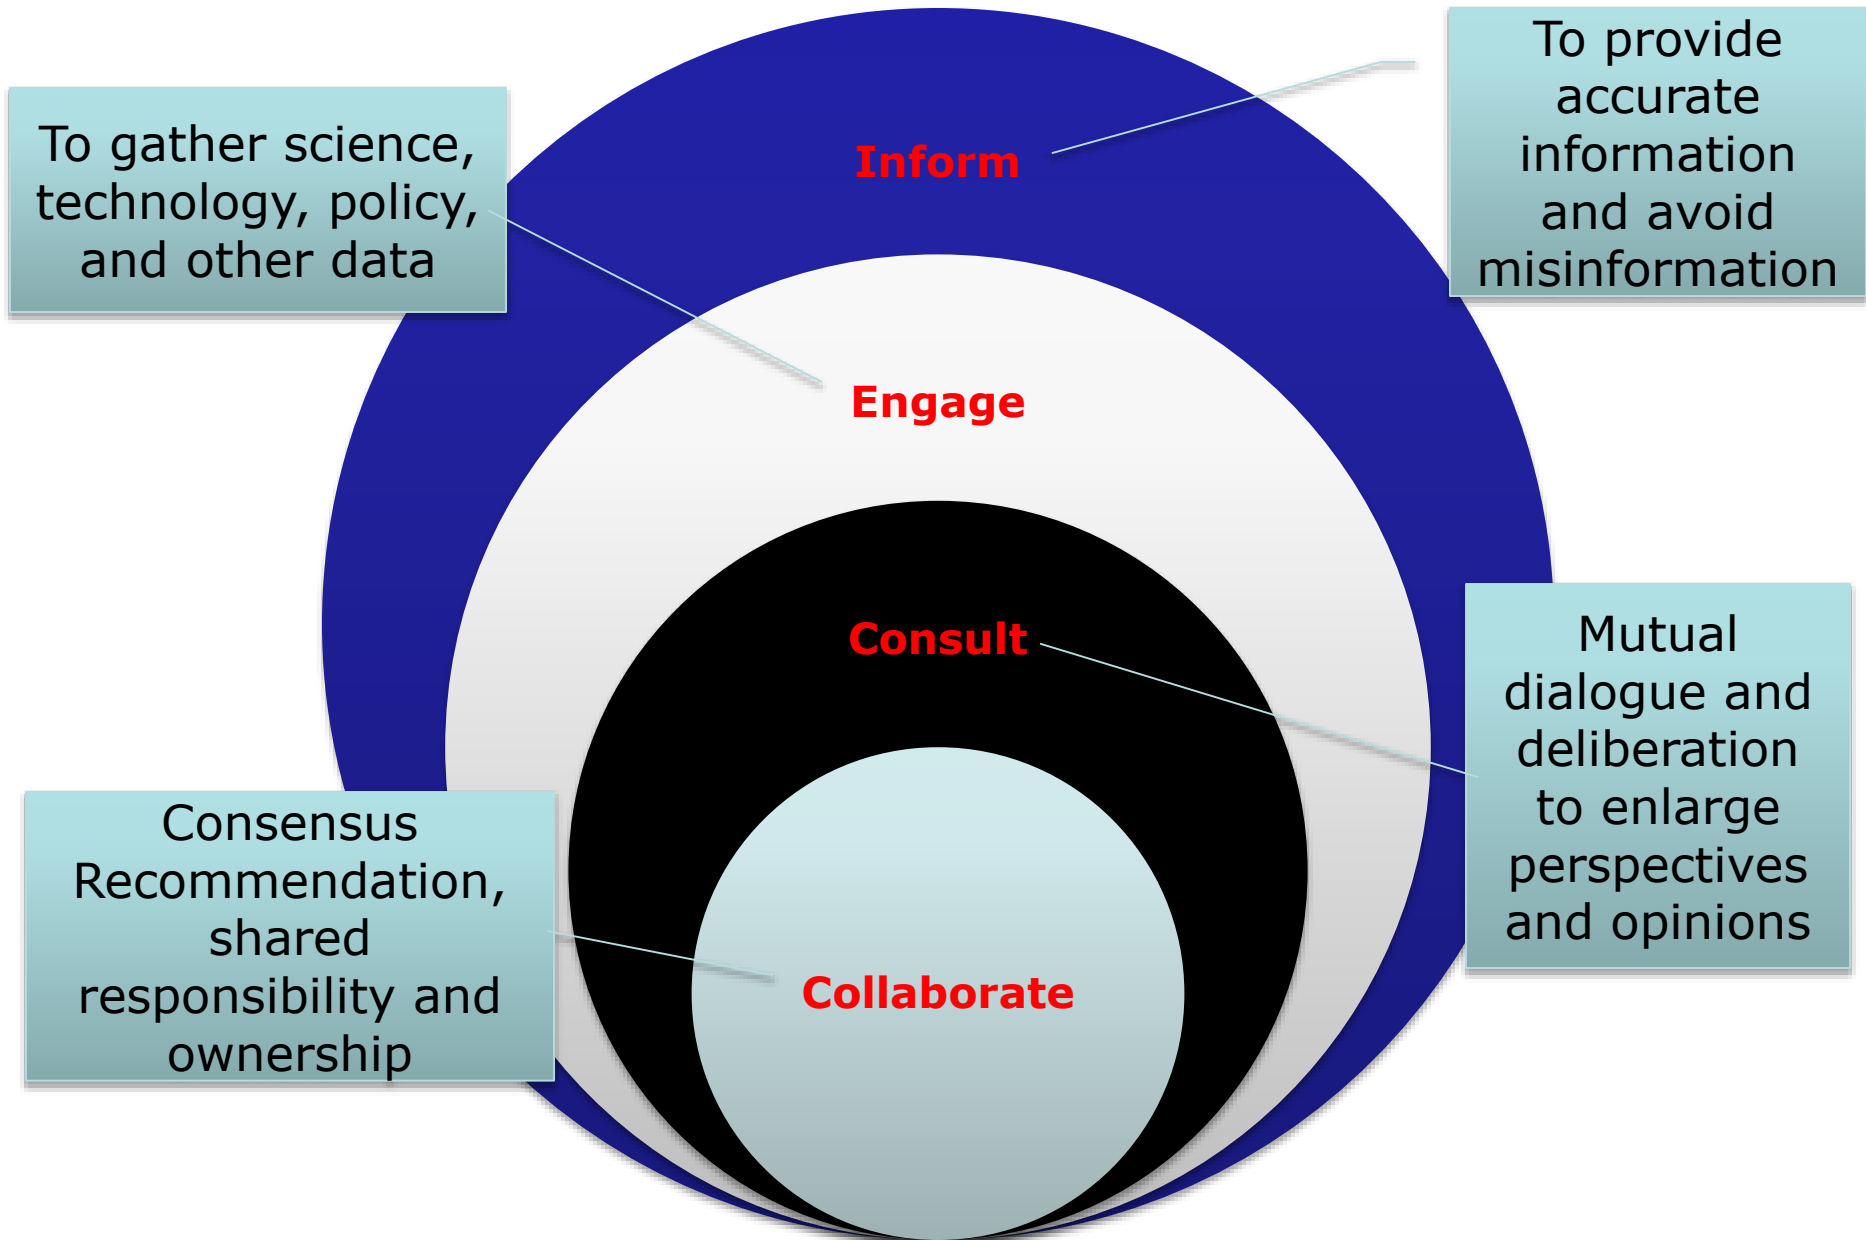 To provide
accurate
information
and avoid
misinformation
To gather science,
technology, policy,
and other data
Inform
Engage
Consult
Mutual
dialogue and
deliberation
to enlarge
perspectives
and opinions
Consensus
Recommendation,
shared
responsibility and
ownership
Collaborate